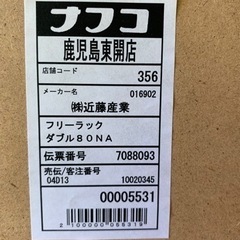 ナフコ
鹿児島東開店
店舗コード 356
メーカー名 016902
㈱近藤産業
フリーラック
ダブル80NA
伝票番号 7088093
売伝/客注番号
04D13 10020345
00005531